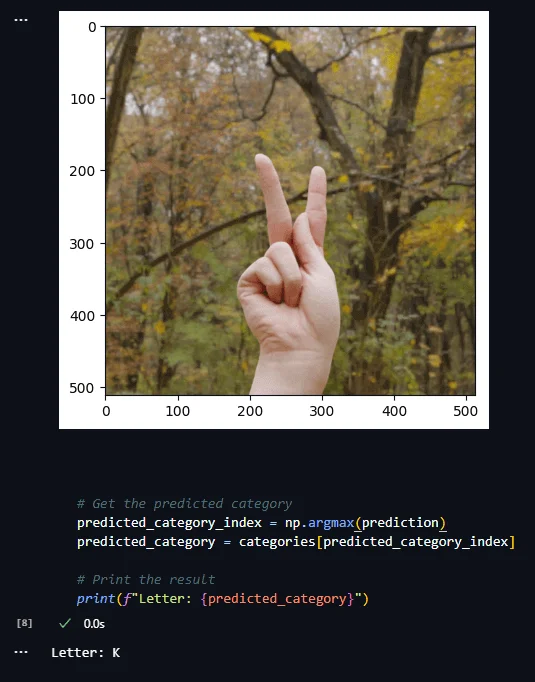 ...
0
100
200
300
400
500
0 100 200 300 400 500
# Get the predicted category
predicted_category_index = np.argmax(prediction)
predicted_category = categories[predicted_category_index]
# Print the result
print(f"Letter: {predicted_category}")
[8] ✓ 0.0s
... Letter: K